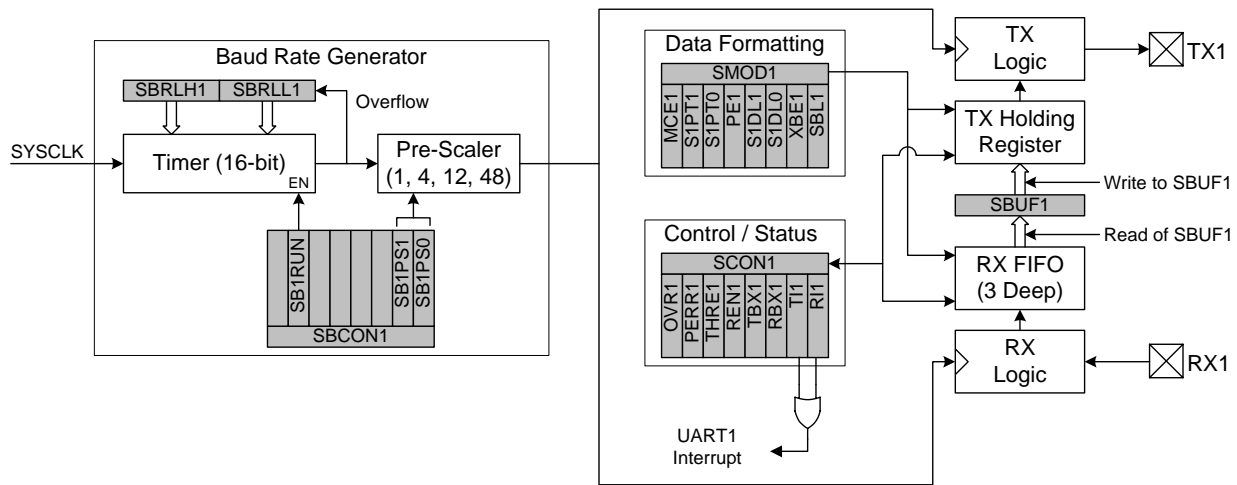 Baud Rate Generator
SBRLH1 SBRLL1
Overflow
SYSCLK
Timer (16-bit)
EN
Pre-Scaler
(1, 4, 12, 48)
SB1RUN
SB1PS1
SB1PS0
SBCON1
Data Formatting
SMOD1
MCE1
S1PT1
S1PT0
PE1
S1DL1
S1DL0
XBE1
SBL1
Control / Status
SCON1
OVR1
PERR1
THRE1
REN1
TBX1
RBX1
TI1
RI1
UART1
Interrupt
TX
Logic
TX1
TX Holding
Register
Write to SBUF1
SBUF1
Read of SBUF1
RX FIFO
(3 Deep)
RX
Logic
RX1